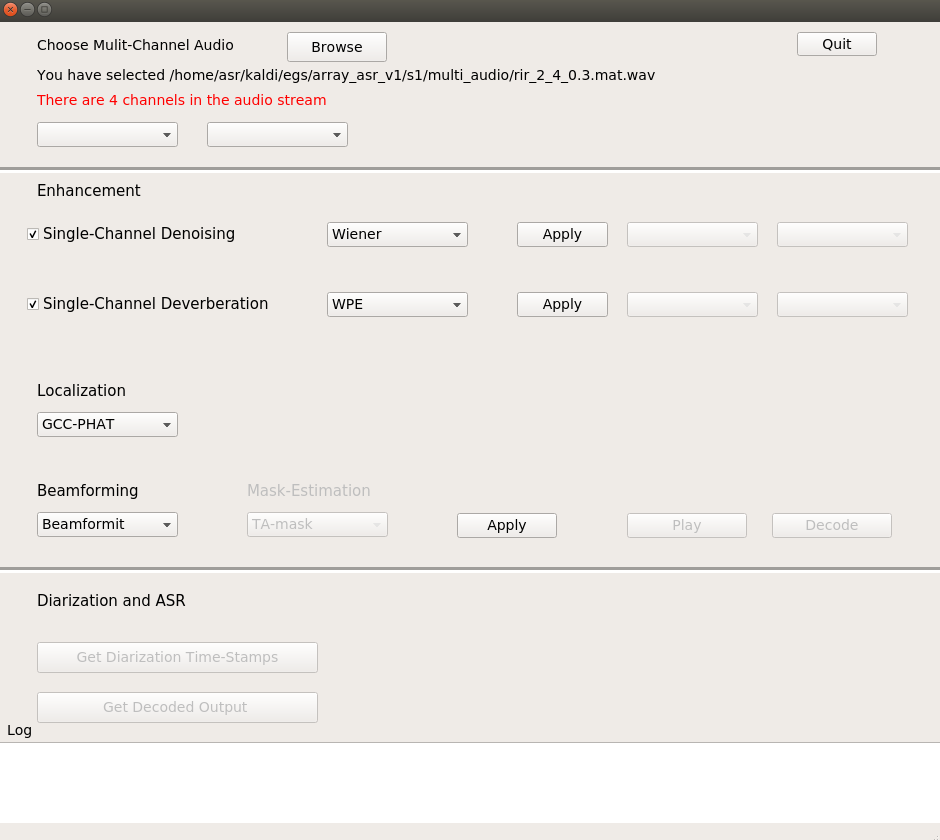 Choose Mulit-Channel Audio Browse Quit
You have selected /home/asr/kaldi/egs/array_asr_v1/s1/multi_audio/rir_2_4_0.3.mat.wav
There are 4 channels in the audio stream
Enhancement
Single-Channel Denoising Wiener Apply
Single-Channel Deverberation WPE Apply
Localization
GCC-PHAT
Beamforming Mask-Estimation
Beamformit TA-mask Apply Play Decode
Diarization and ASR
Get Diarization Time-Stamps
Get Decoded Output
Log